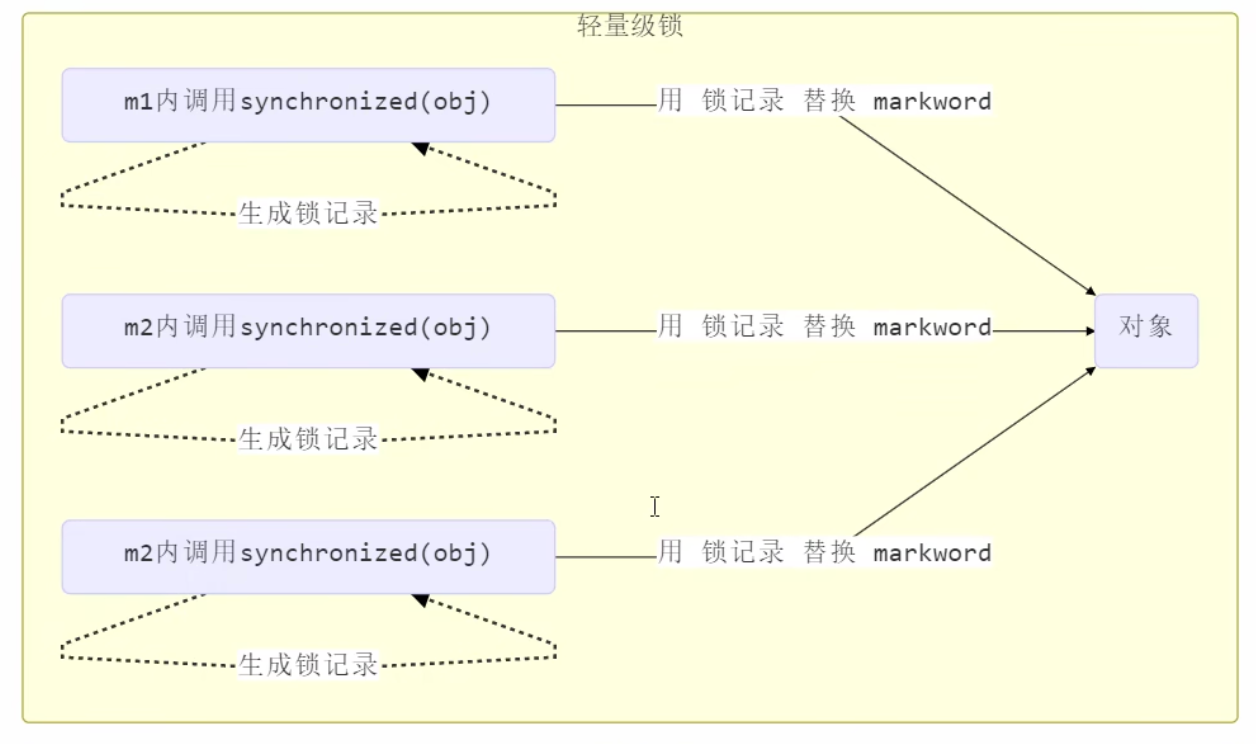 轻量级锁
m1内调用synchronized(obj)
用 锁记录 替换 markword
生成锁记录
m2内调用synchronized(obj)
用 锁记录 替换 markword
对象
生成锁记录
m2内调用synchronized(obj)
用 锁记录 替换 markword
生成锁记录